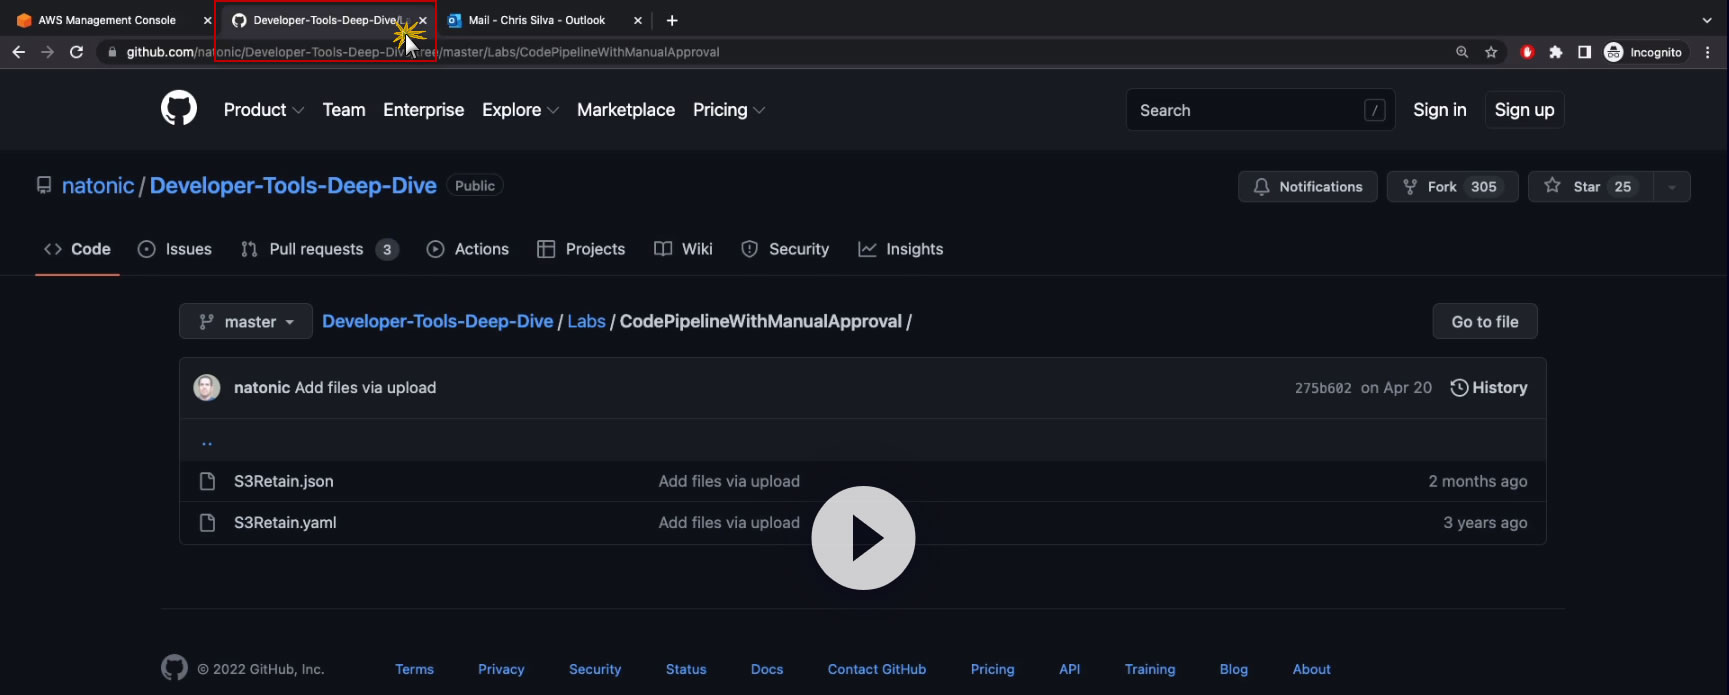 AWS Management Console
Developer-Tools-Deep-Dive/L
Mail - Chris Silva - Outlook
github.com/natonic/Developer-Tools-Deep-Dive/tree/master/Labs/CodePipelineWithManualApproval
Incognito
Product Team Enterprise Explore Marketplace Pricing
Search / Sign in Sign up
natonic / Developer-Tools-Deep-Dive Public
Notifications Fork 305 Star 25
Code Issues Pull requests 3 Actions Projects Wiki Security Insights
master Developer-Tools-Deep-Dive / Labs / CodePipelineWithManualApproval / Go to file
natonic Add files via upload 275b602 on Apr 20 History
..
S3Retain.json Add files via upload 2 months ago
S3Retain.yaml Add files via upload 3 years ago
© 2022 GitHub, Inc. Terms Privacy Security Status Docs Contact GitHub Pricing API Training Blog About